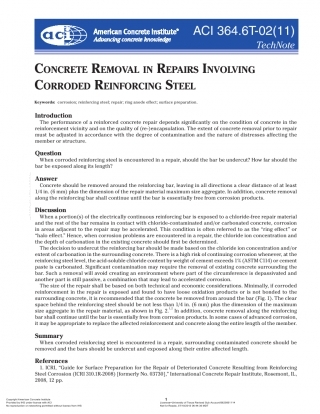 American Concrete Institute®
Advancing concrete knowledge
ACI 364.6T-02(11)
TechNote
CONCRETE REMOVAL IN REPAIRS INVOLVING
CORRODED REINFORCING STEEL
Keywords: corrosion; reinforcing steel; repair; ring anode effect; surface preparation.
Introduction
The performance of a reinforced concrete repair depends significantly on the condition of concrete in the
reinforcement vicinity and on the quality of (re-)encapsulation. The extent of concrete removal prior to repair
must be adjusted in accordance with the degree of contamination and the nature of distresses affecting the
member or structure.
Question
When corroded reinforcing steel is encountered in a repair, should the bar be undercut? How far should the
bar be exposed along its length?
Answer
Concrete should be removed around the reinforcing bar, leaving in all directions a clear distance of at least
1/4 in. (6 mm) plus the dimension of the repair material maximum size aggregate. In addition, concrete removal
along the reinforcing bar shall continue until the bar is essentially free from corrosion products.
Discussion
When a portion(s) of the electrically continuous reinforcing bar is exposed to a chloride-free repair material
and the rest of the bar remains in contact with chloride-contaminated and/or carbonated concrete, corrosion
in areas adjacent to the repair may be accelerated. This condition is often referred to as the "ring effect" or
"halo effect." Hence, when corrosion problems are encountered in a repair, the chloride ion concentration and
the depth of carbonation in the existing concrete should first be determined.
The decision to undercut the reinforcing bar should be made based on the chloride ion concentration and/or
extent of carbonation in the surrounding concrete. There is a high risk of continuing corrosion whenever, at the
reinforcing steel level, the acid-soluble chloride content by weight of cement exceeds 1% (ASTM C118) or cement
paste is carbonated. Significant contamination may require the removal of existing concrete surrounding the
bar. Such a removal will avoid creating an environment where part of the circumference is depassivated and
another part is still passive, a combination that may lead to accelerated corrosion.
The size of the repair should be based on both technical and economic considerations. Minimally, if corroded
reinforcement in the repair is exposed and found to have loose oxidation products or is not bonded to the
surrounding concrete, it is recommended that the concrete be removed from around the bar (Fig. 1). The clear
space behind the reinforcing steel should be not less than 1/4 in. (6 mm) plus the dimension of the maximum
size aggregate in the repair material, as shown in Fig. 2. In addition, concrete removal along the reinforcing
bar shall continue until the bar is essentially free from corrosion products. In some cases of advanced corrosion,
it may be appropriate to replace the affected reinforcement and concrete along the entire length of the member.
Summary
When corroded reinforcing steel is encountered in a repair, surrounding contaminated concrete should be
removed and the bars should be undercut and exposed along their entire affected length.
References
1. ICRI, "Guide for Surface Preparation for the Repair of Deteriorated Concrete Resulting from Reinforcing
Steel Corrosion (ICRI 310.1R-2008) (formerly No. 03730)," International Concrete Repair Institute, Rosemont, IL,
2008, 12 pp.
1